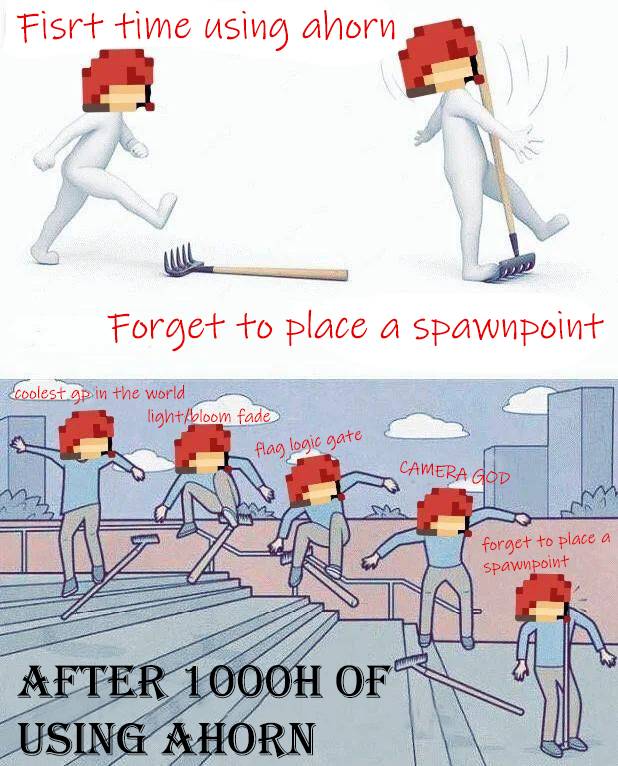 Fisrt time using ahorn
Forget to place a spawnpoint
coolest gp in the world
light/bloom fade
flag logic gate
CAMERA GOD
forget to place a
spawnpoint
AFTER 1000H OF
USING AHORN